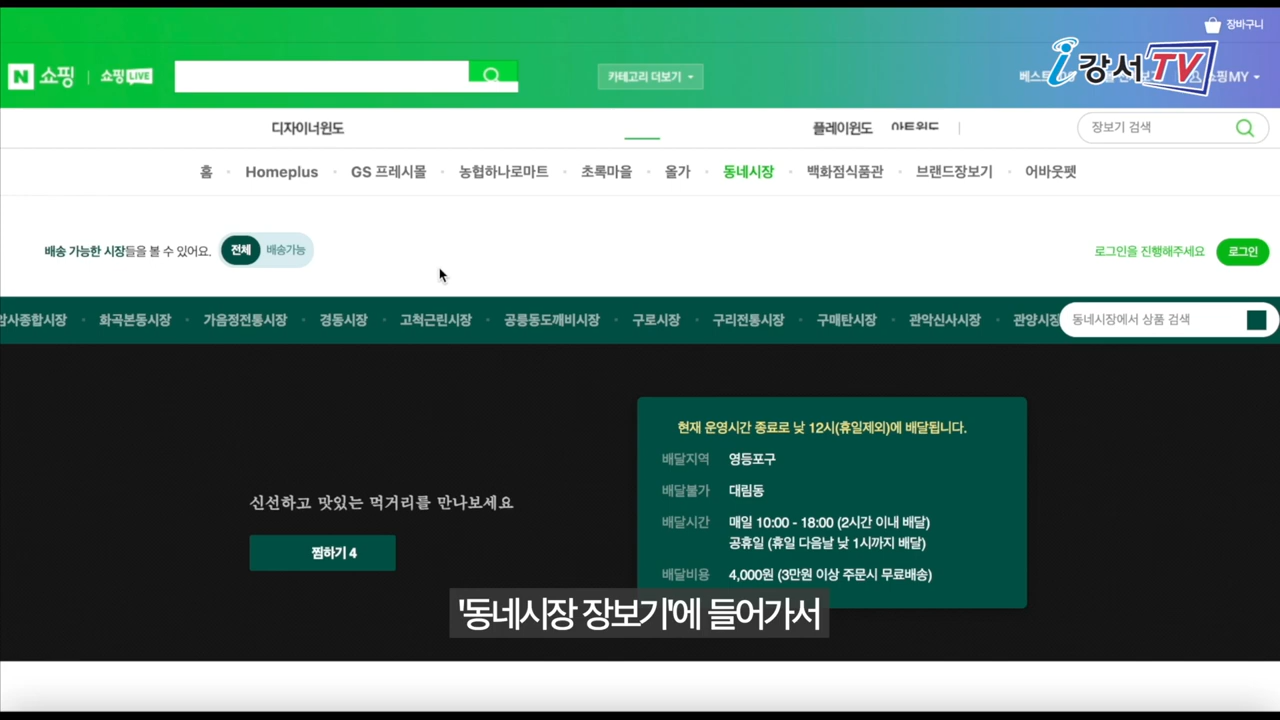 장바구니
N 쇼핑 | 쇼핑LIVE
카테고리 더보기
베스트
쇼핑MY
i강서TV
디자이너윈도
플레이윈도
아트윈도
장보기 검색
홈 · Homeplus · GS 프레시몰 · 농협하나로마트 · 초록마을 · 올가 · 동네시장 · 백화점식품관 · 브랜드장보기 · 어바웃펫
배송 가능한 시장들을 볼 수 있어요. 전체 배송가능
로그인을 진행해주세요 로그인
암사종합시장 · 화곡본동시장 · 가음정전통시장 · 경동시장 · 고척근린시장 · 공릉동도깨비시장 · 구로시장 · 구리전통시장 · 구매탄시장 · 관악신사시장 · 관양시장
동네시장에서 상품 검색
현재 운영시간 종료로 낮 12시(휴일제외)에 배달됩니다.
배달지역 영등포구
배달불가 대림동
배달시간 매일 10:00 - 18:00 (2시간 이내 배달)
공휴일 (휴일 다음날 낮 1시까지 배달)
배달비용 4,000원 (3만원 이상 주문시 무료배송)
신선하고 맛있는 먹거리를 만나보세요
찜하기 4
'동네시장 장보기'에 들어가서